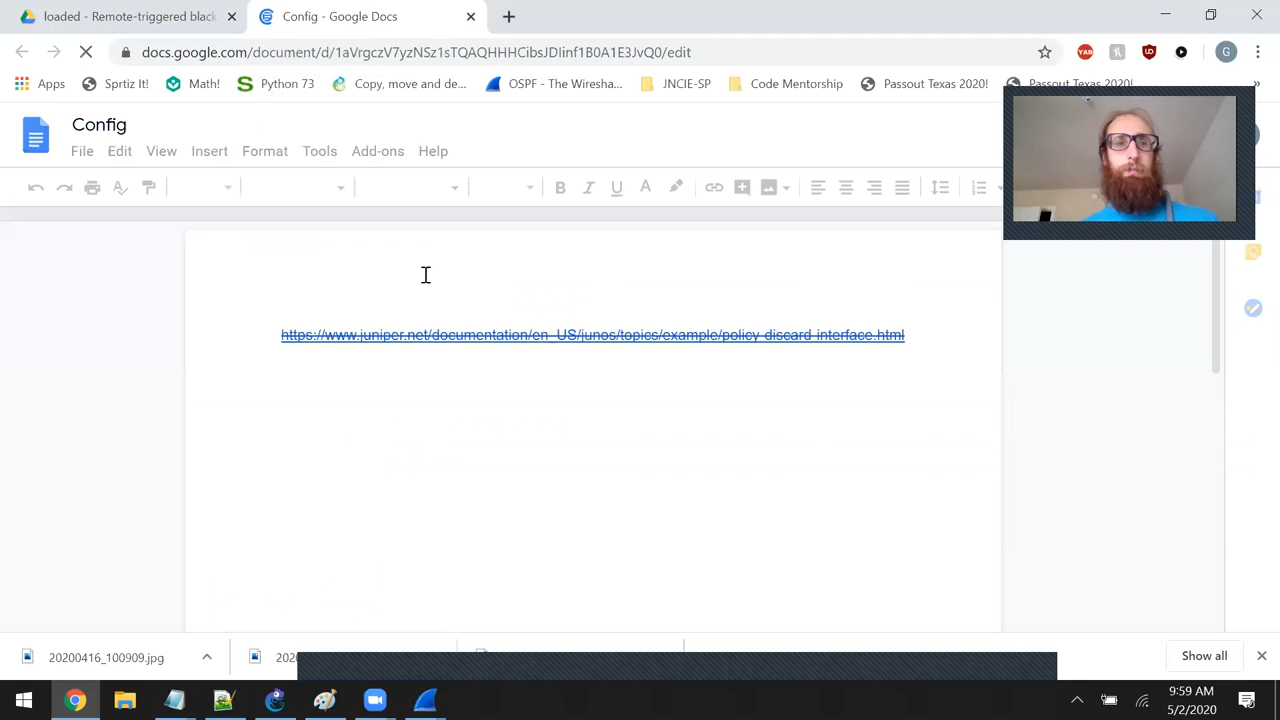 loaded - Remote-triggered black
Config - Google Docs
docs.google.com/document/d/1aVrgczV7yzNSz1sTQAQHHHCibsJDlinf1B0A1E3JvQ0/edit
YAB
G
Apps
Sprtiz It!
Math!
Python 73
Copy, move and de...
OSPF - The Wiresha...
JNCIE-SP
Code Mentorship
Passout Texas 2020!
Passout Texas 2020!
Config
File Edit View Insert Format Tools Add-ons Help
B I U A
https://www.juniper.net/documentation/en_US/junos/topics/example/policy-discard-interface.html
20200416_100909.jpg
Show all
9:59 AM
5/2/2020